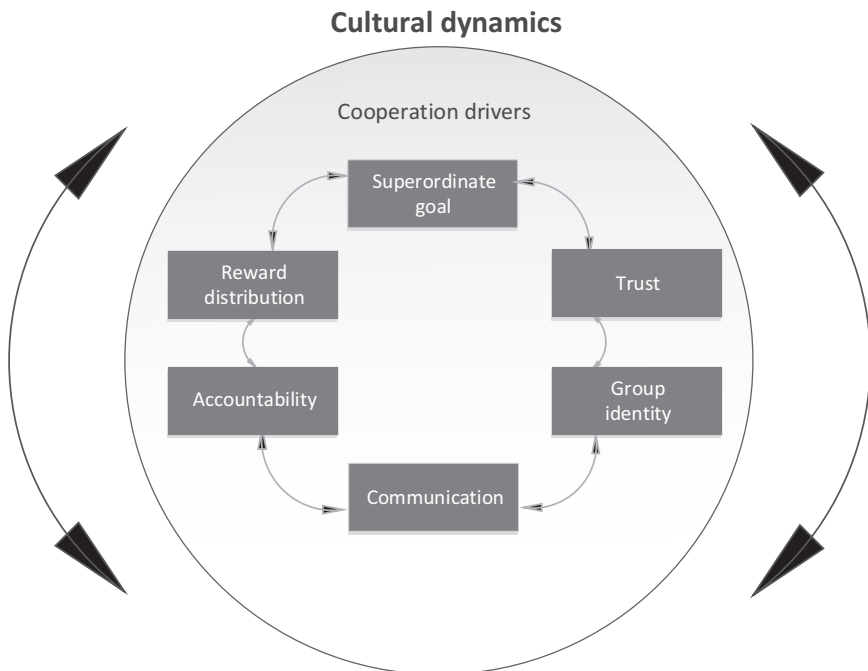 Cultural dynamics
Cooperation drivers
Superordinate
goal
Reward
distribution
Trust
Accountability
Group
identity
Communication